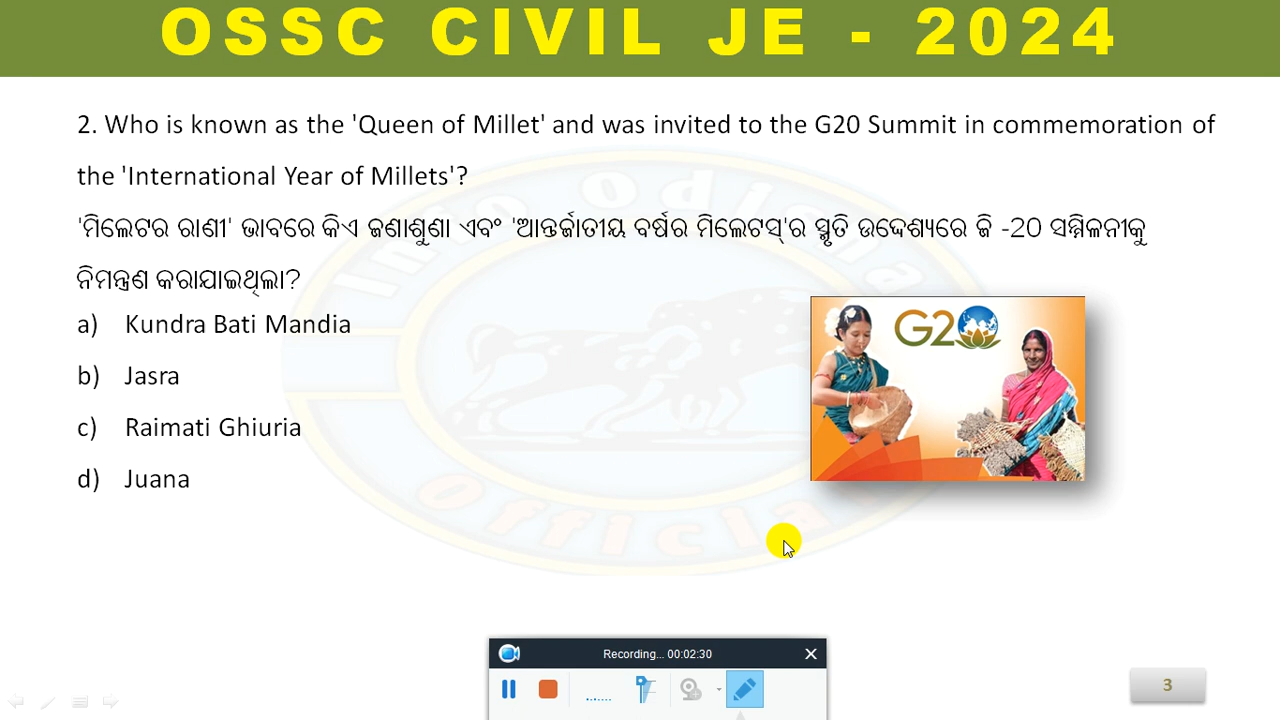 OSSC CIVIL JE - 2024
2. Who is known as the 'Queen of Millet' and was invited to the G20 Summit in commemoration of
the 'International Year of Millets'?
'ମିଲେଟର ରାଣୀ' ଭାବରେ କିଏ ଜଣାଶୁଣା ଏବଂ 'ଆନ୍ତର୍ଜାତୀୟ ବର୍ଷର ମିଲେଟସ୍'ର ସ୍ମୃତି ଉଦ୍ଦେଶ୍ୟରେ ଜି -20 ସମ୍ମିଳନୀକୁ
ନିମନ୍ତ୍ରଣ କରାଯାଇଥିଲା?
a) Kundra Bati Mandia
b) Jasra
c) Raimati Ghiuria
d) Juana
G20
Info Odisha
Official
Recording... 00:02:30
3